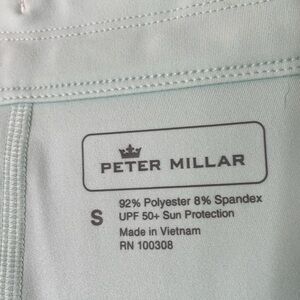 PETER MILLAR
S
92% Polyester 8% Spandex
UPF 50+ Sun Protection
Made in Vietnam
RN 100308